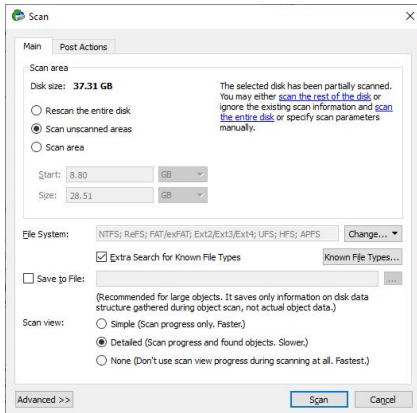 Scan
Main
Post Actions
Scan area
Disk size: 37.31 GB
Rescan the entire disk
Scan unscanned areas
Scan area
The selected disk has been partially scanned.
You may either scan the rest of the disk or
ignore the existing scan information and scan
the entire disk or specify scan parameters
manually.
Start: 8.80 GB
Size: 28.51 GB
File System: NTFS; ReFS; FAT/exFAT; Ext2/Ext3/Ext4; UFS; HFS; APFS Change...
Extra Search for Known File Types Known File Types...
Save to File: ...
(Recommended for large objects. It saves only information on disk data
structure gathered during object scan, not actual object data.)
Scan view: Simple (Scan progress only. Faster.)
Detailed (Scan progress and found objects. Slower.)
None (Don't use scan view progress during scanning at all. Fastest.)
Advanced >> Scan Cancel